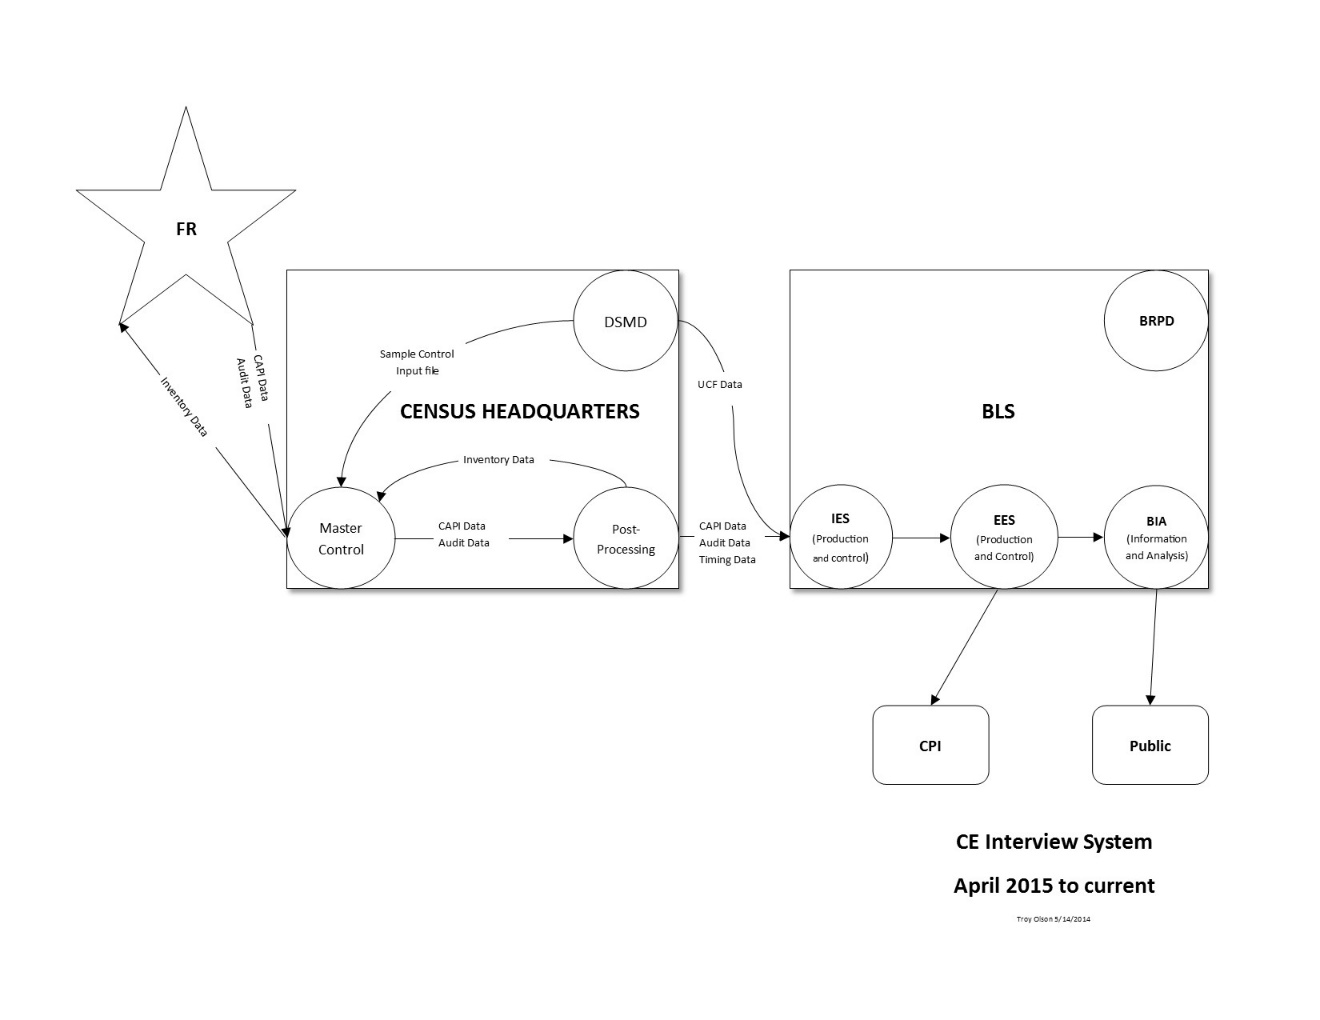 FR
CAPI Data
Audit Data
Inventory Data
DSMD
Sample Control
Input file
CENSUS HEADQUARTERS
Inventory Data
Master
Control
CAPI Data
Audit Data
Post-
Processing
UCF Data
CAPI Data
Audit Data
Timing Data
BRPD
BLS
IES
(Production
and control)
EES
(Production
and Control)
BIA
(Information
and Analysis)
CPI
Public
CE Interview System
April 2015 to current
Troy Olson 5/14/2014